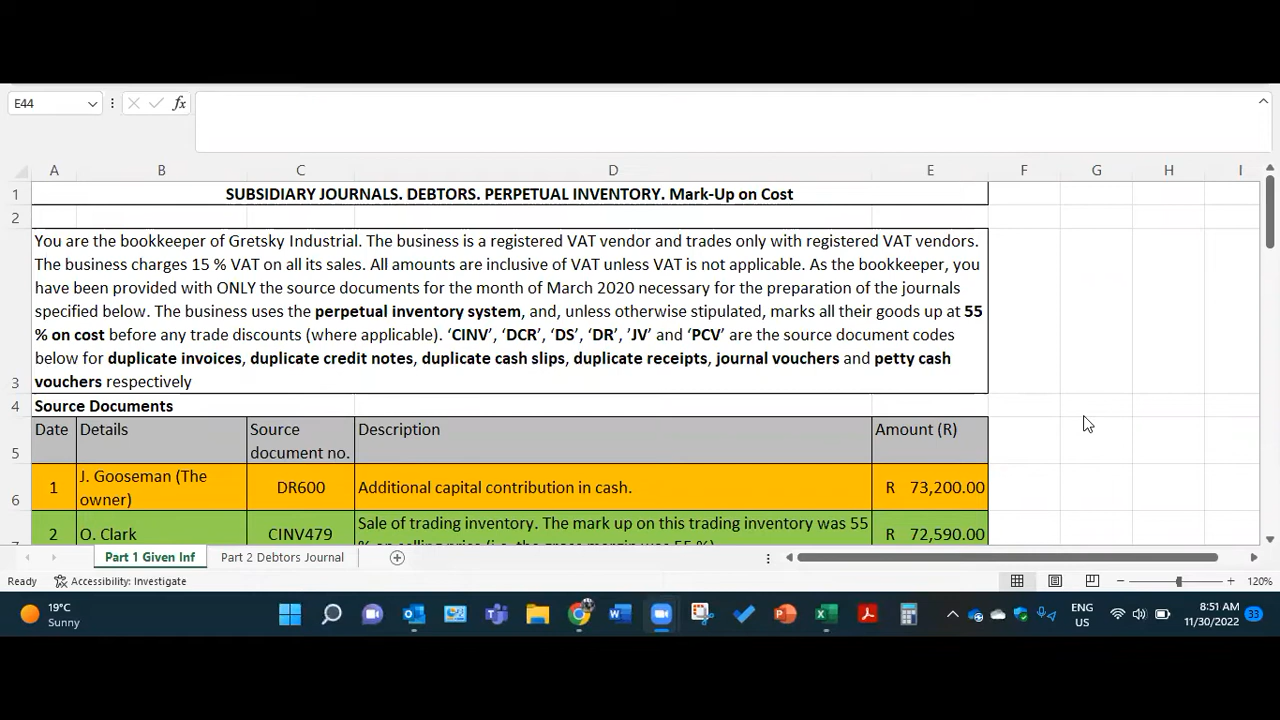 E44
fx
A B C D E F G H I
1 SUBSIDIARY JOURNALS. DEBTORS. PERPETUAL INVENTORY. Mark-Up on Cost
2
You are the bookkeeper of Gretsky Industrial. The business is a registered VAT vendor and trades only with registered VAT vendors.
The business charges 15 % VAT on all its sales. All amounts are inclusive of VAT unless VAT is not applicable. As the bookkeeper, you
have been provided with ONLY the source documents for the month of March 2020 necessary for the preparation of the journals
specified below. The business uses the perpetual inventory system, and, unless otherwise stipulated, marks all their goods up at 55
% on cost before any trade discounts (where applicable). ‘CINV’, ‘DCR’, ‘DS’, ‘DR’, ’JV’ and ‘PCV’ are the source document codes
below for duplicate invoices, duplicate credit notes, duplicate cash slips, duplicate receipts, journal vouchers and petty cash
3 vouchers respectively
4 Source Documents
Date Details Source Description Amount (R)
5 document no.
J. Gooseman (The
6 1 owner) DR600 Additional capital contribution in cash. R 73,200.00
Sale of trading inventory. The mark up on this trading inventory was 55
2 O. Clark CINV479 R 72,590.00
% on selling price (i.e. the gross margin was 55 %)
Part 1 Given Inf Part 2 Debtors Journal
Ready Accessibility: Investigate 120%
19°C
Sunny
ENG
US
8:51 AM
11/30/2022
33